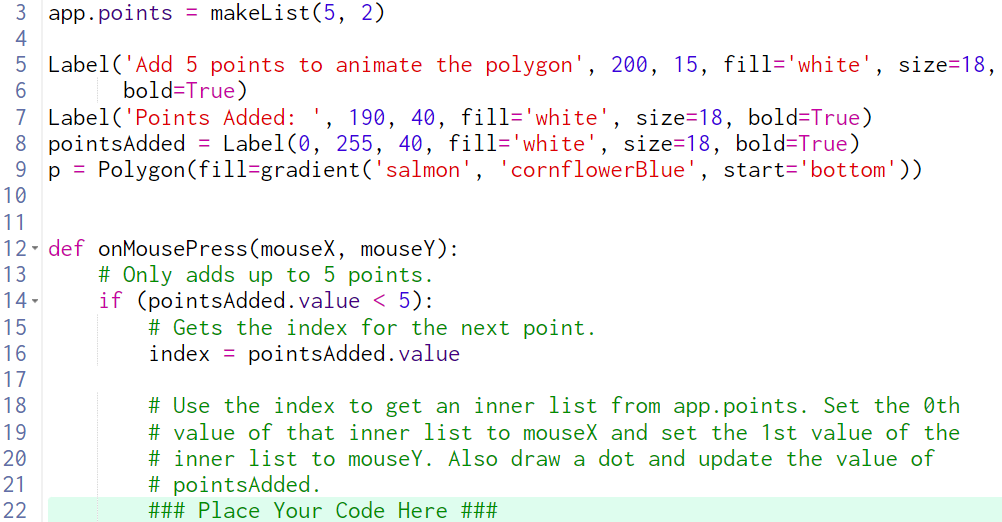 3 app.points = makeList(5, 2)
4
5 Label('Add 5 points to animate the polygon', 200, 15, fill='white', size=18,
6       bold=True)
7 Label('Points Added: ', 190, 40, fill='white', size=18, bold=True)
8 pointsAdded = Label(0, 255, 40, fill='white', size=18, bold=True)
9 p = Polygon(fill=gradient('salmon', 'cornflowerBlue', start='bottom'))
10
11
12 def onMousePress(mouseX, mouseY):
13     # Only adds up to 5 points.
14     if (pointsAdded.value < 5):
15         # Gets the index for the next point.
16         index = pointsAdded.value
17
18         # Use the index to get an inner list from app.points. Set the 0th
19         # value of that inner list to mouseX and set the 1st value of the
20         # inner list to mouseY. Also draw a dot and update the value of
21         # pointsAdded.
22         ### Place Your Code Here ###